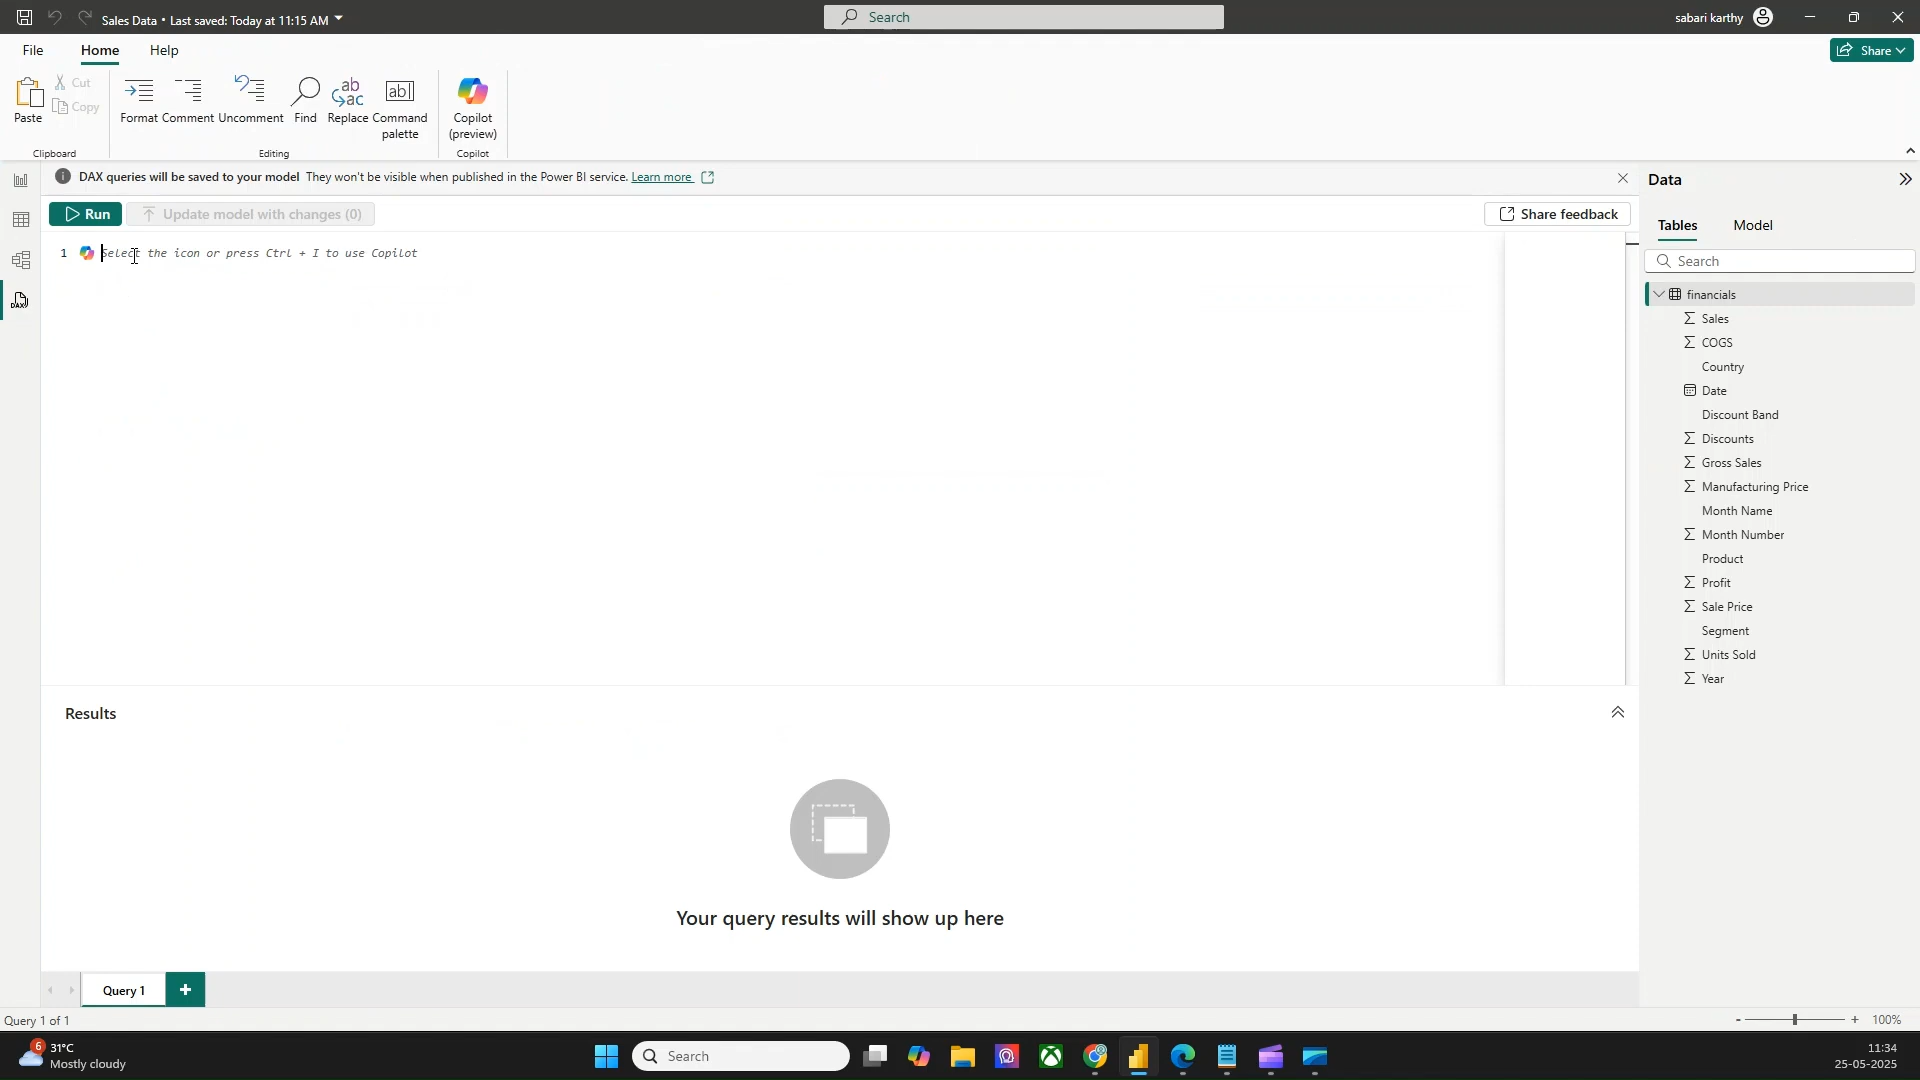 Sales Data • Last saved: Today at 11:15 AM
Search
sabari karthy
File
Home
Help
Share
Paste
Cut
Copy
Clipboard
Format
Comment
Uncomment
Find
Replace
Command
palette
Editing
Copilot
(preview)
Copilot
DAX queries will be saved to your model They won't be visible when published in the Power BI service. Learn more
Run
Update model with changes (0)
Share feedback
1
Select the icon or press Ctrl + I to use Copilot
DAX
Data
Tables
Model
Search
financials
Sales
COGS
Country
Date
Discount Band
Discounts
Gross Sales
Manufacturing Price
Month Name
Month Number
Product
Profit
Sale Price
Segment
Units Sold
Year
Results
Your query results will show up here
Query 1
+
Query 1 of 1
- + 100%
6
31°C
Mostly cloudy
Search
11:34
25-05-2025